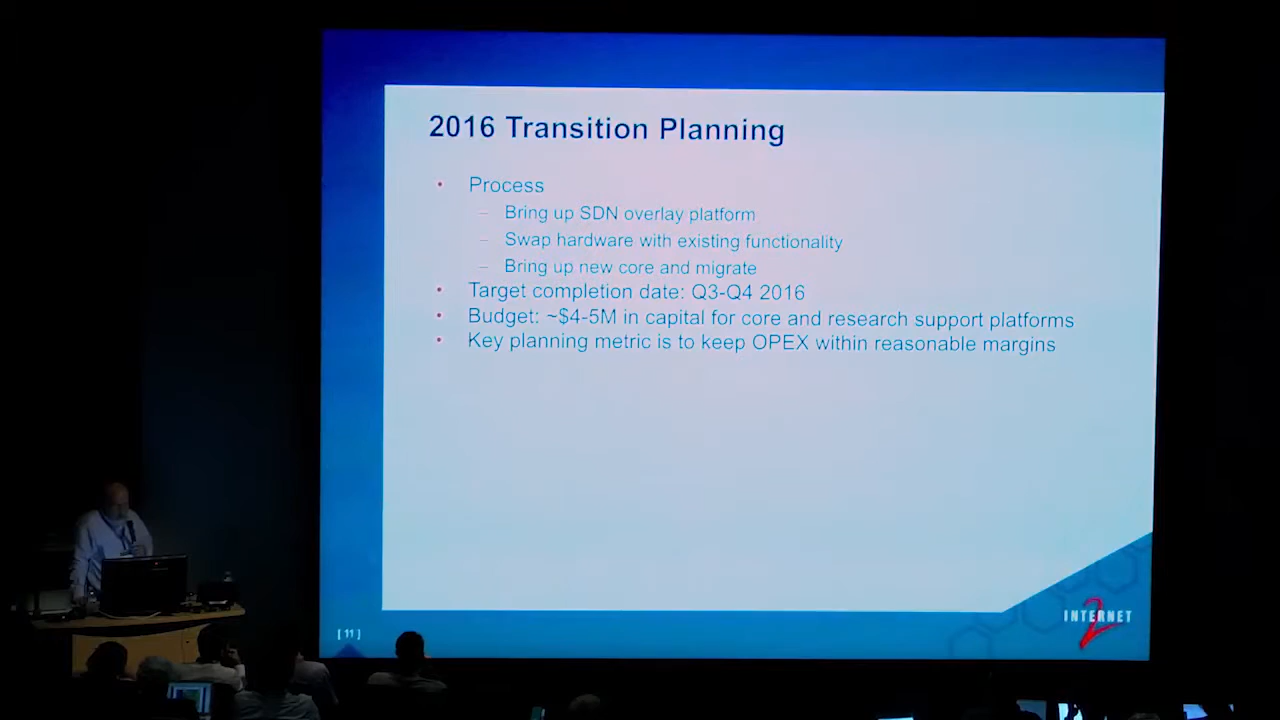 2016 Transition Planning
• Process
– Bring up SDN overlay platform
– Swap hardware with existing functionality
– Bring up new core and migrate
• Target completion date: Q3-Q4 2016
• Budget: ~$4-5M in capital for core and research support platforms
• Key planning metric is to keep OPEX within reasonable margins
[ 11 ]
INTERNET
2